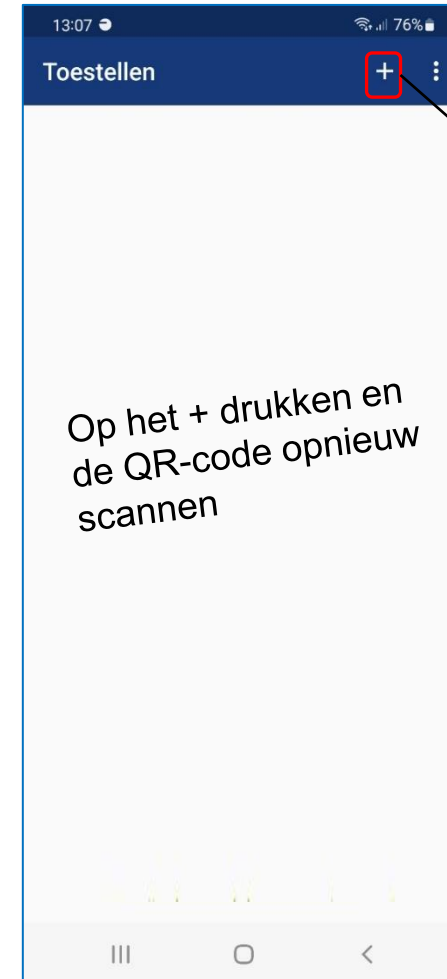 13:07 76%
Toestellen +
Op het + drukken en
de QR-code opnieuw
scannen